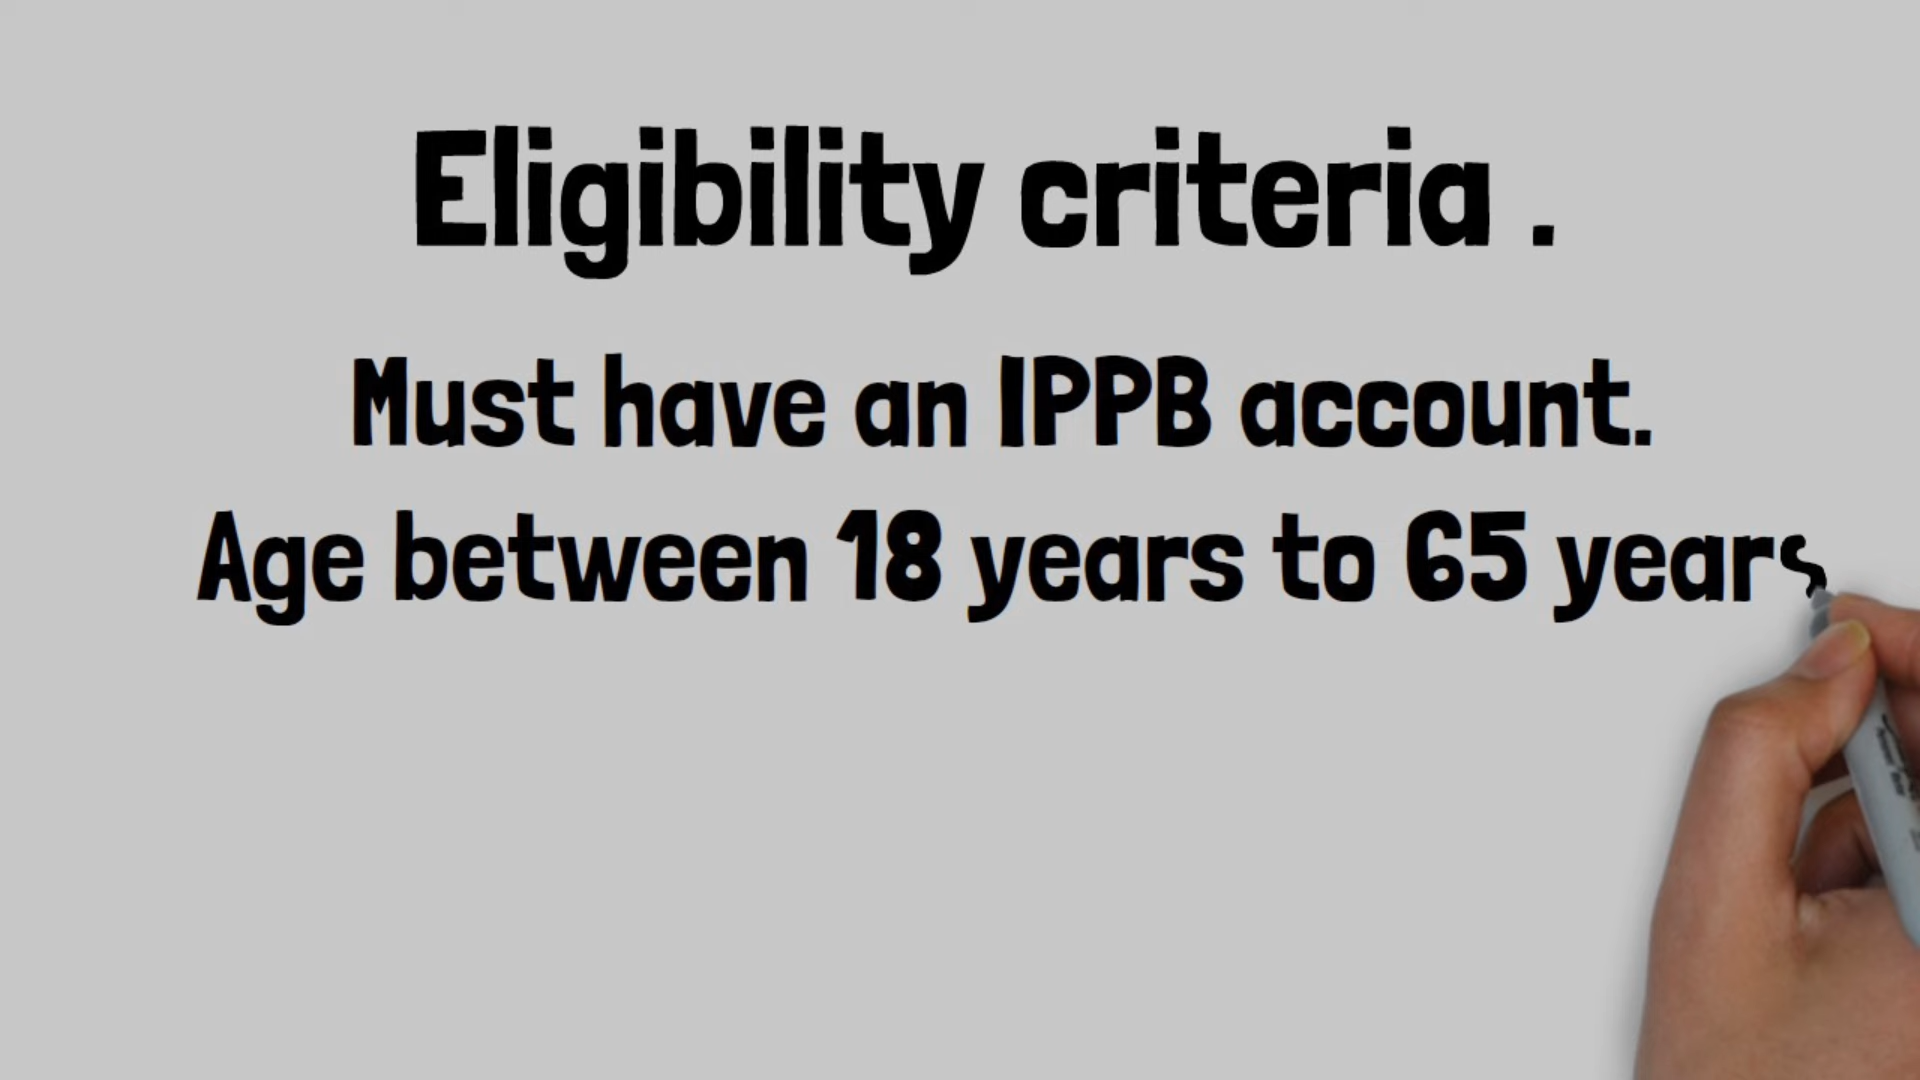 Eligibility criteria .
Must have an IPPB account.
Age between 18 years to 65 years